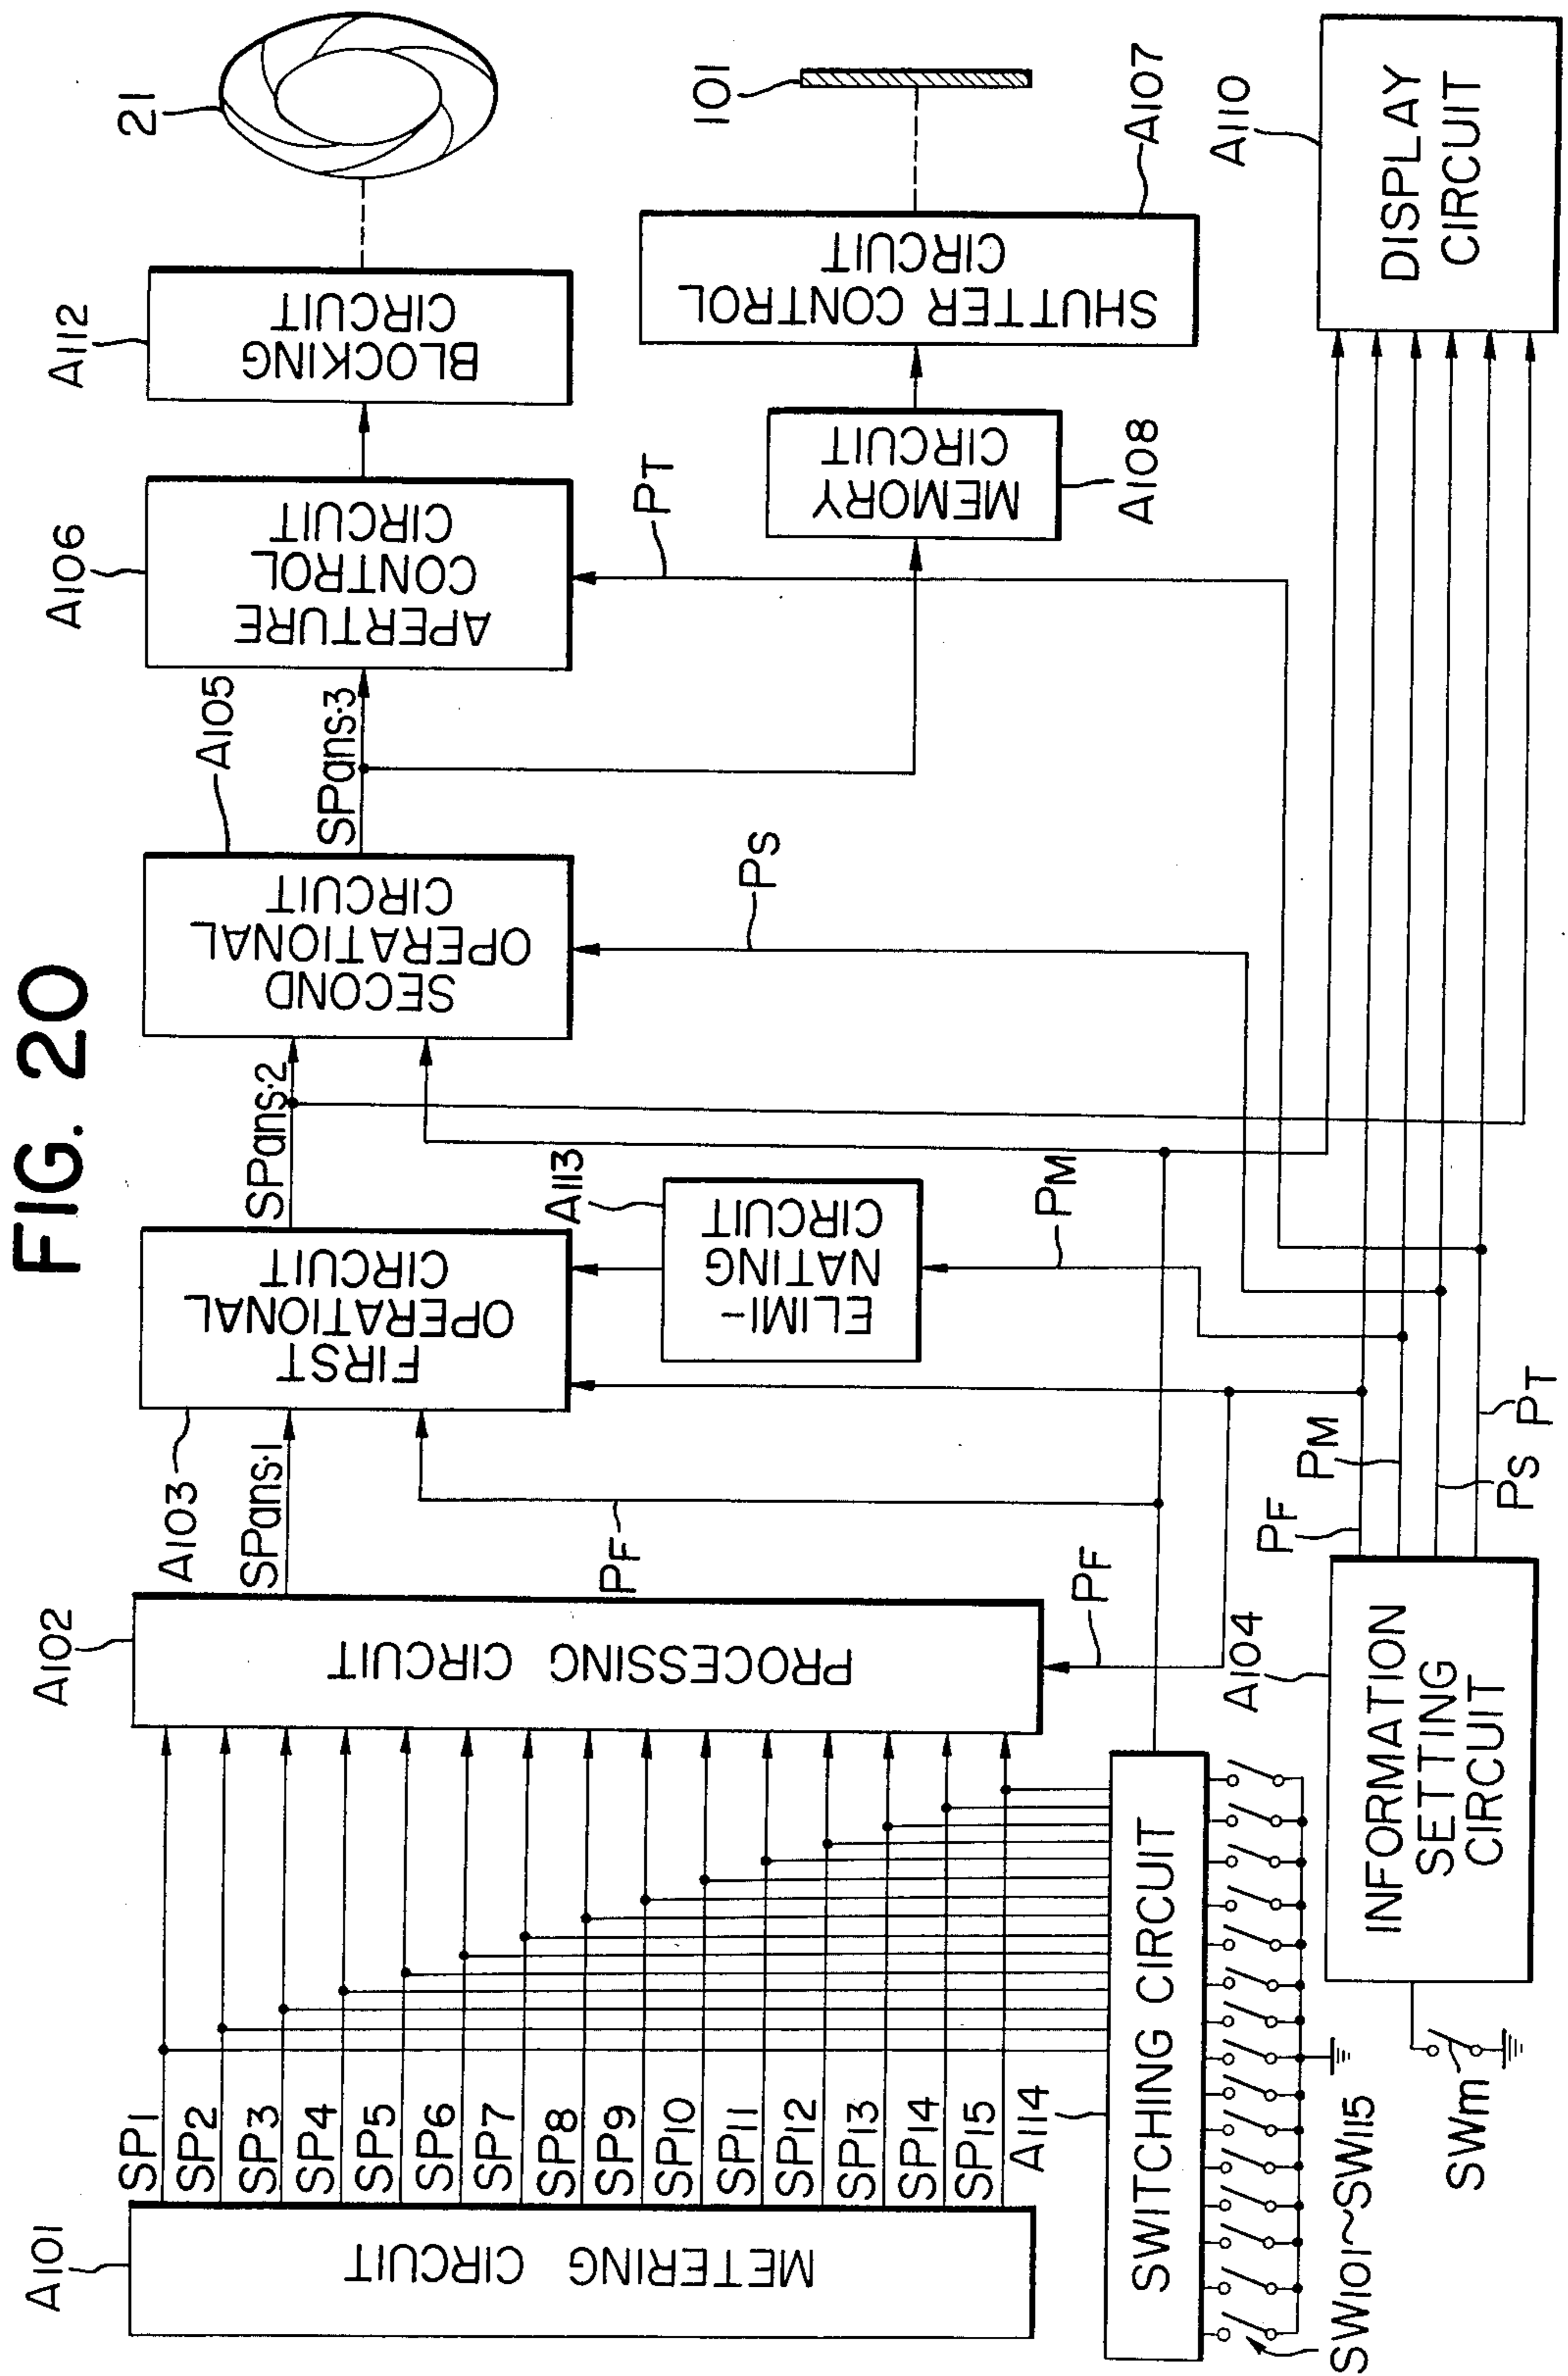 FIG. 20
A101
METERING CIRCUIT
SP1
SP2
SP3
SP4
SP5
SP6
SP7
SP8
SP9
SP10
SP11
SP12
SP13
SP14
SP15
A114
SWITCHING CIRCUIT
SW101~SW115
A102
PROCESSING CIRCUIT
PF
A104
INFORMATION
SETTING
CIRCUIT
SWm
PF
PM
PS
PT
SPans·1
A103
FIRST
OPERATIONAL
CIRCUIT
PF
A113
ELIMI-
NATING
CIRCUIT
PM
SPans·2
SECOND
OPERATIONAL
CIRCUIT
A105
PS
SPans·3
A106
APERTURE
CONTROL
CIRCUIT
PT
A112
BLOCKING
CIRCUIT
21
MEMORY
CIRCUIT
A108
SHUTTER CONTROL
CIRCUIT
A107
101
A110
DISPLAY
CIRCUIT